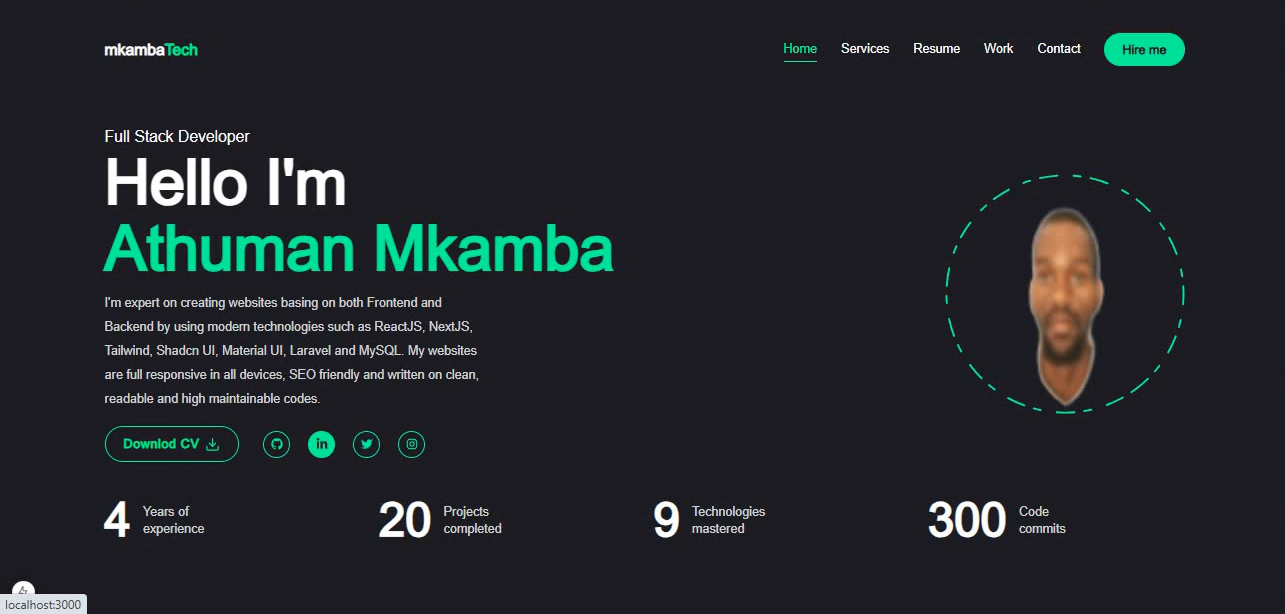 mkambaTech
Home Services Resume Work Contact Hire me
Full Stack Developer
Hello I'm
Athuman Mkamba
I'm expert on creating websites basing on both Frontend and
Backend by using modern technologies such as ReactJS, NextJS,
Tailwind, Shadcn UI, Material UI, Laravel and MySQL. My websites
are full responsive in all devices, SEO friendly and written on clean,
readable and high maintainable codes.
Downlod CV
in
4 Years of
experience
20 Projects
completed
9 Technologies
mastered
300 Code
commits
localhost:3000